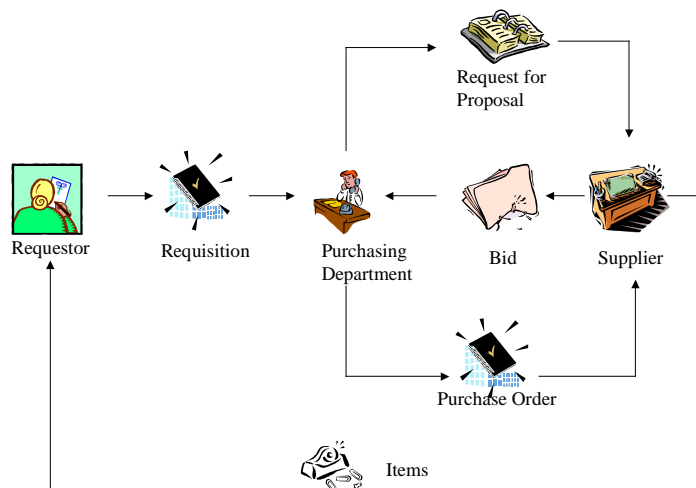 Request for
Proposal
Requestor
Requisition
Purchasing
Department
Bid
Supplier
Purchase Order
Items